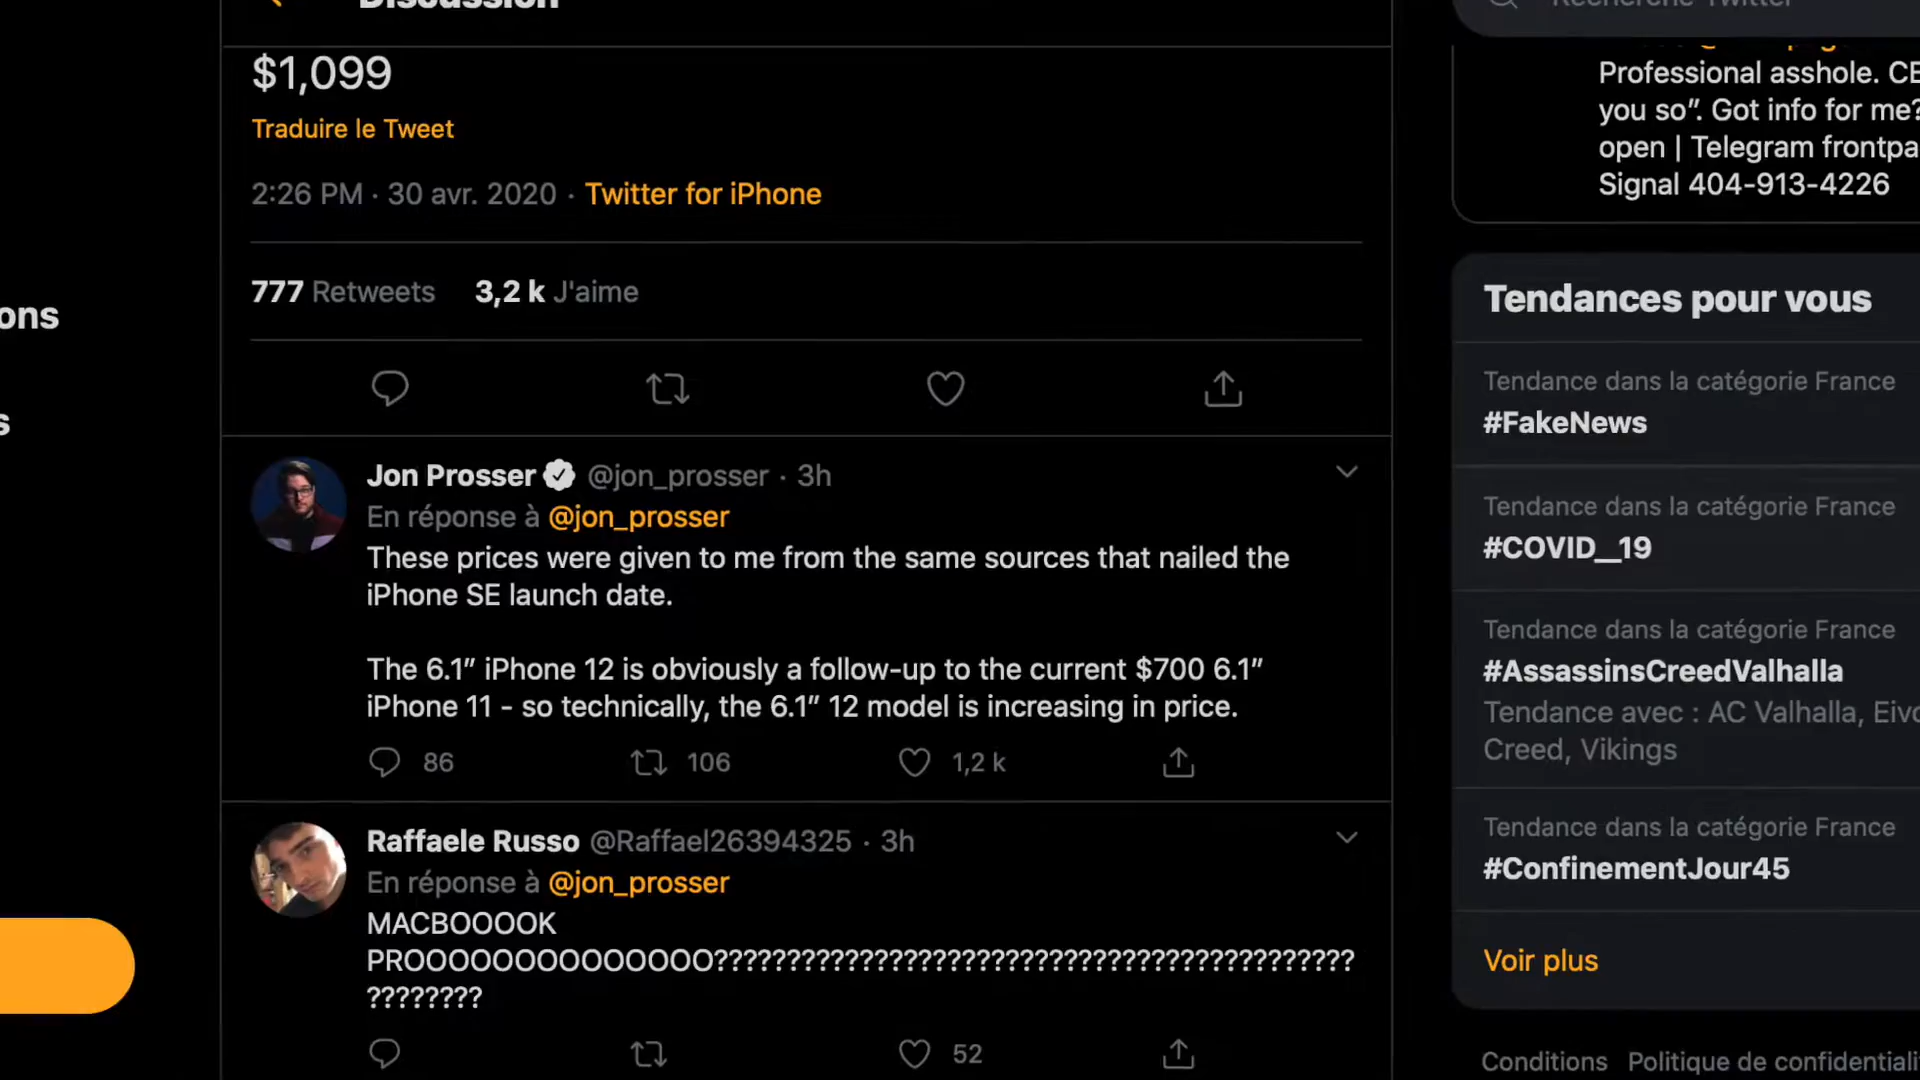 Discussion
$1,099
Traduire le Tweet
2:26 PM · 30 avr. 2020 · Twitter for iPhone
777 Retweets 3,2 k J'aime
Jon Prosser @jon_prosser · 3h
En réponse à @jon_prosser
These prices were given to me from the same sources that nailed the
iPhone SE launch date.
The 6.1” iPhone 12 is obviously a follow-up to the current $700 6.1”
iPhone 11 - so technically, the 6.1” 12 model is increasing in price.
86 106 1,2 k
Raffaele Russo @Raffael26394325 · 3h
En réponse à @jon_prosser
MACBOOOOK
PROOOOOOOOOOOOOO????????????????????????????????????????????
????????
52
ons
s
Recherche Twitter
Professional asshole. CE
you so”. Got info for me?
open | Telegram frontpa
Signal 404-913-4226
Tendances pour vous
Tendance dans la catégorie France
#FakeNews
Tendance dans la catégorie France
#COVID__19
Tendance dans la catégorie France
#AssassinsCreedValhalla
Tendance avec : AC Valhalla, Eivo
Creed, Vikings
Tendance dans la catégorie France
#ConfinementJour45
Voir plus
Conditions Politique de confidentiali